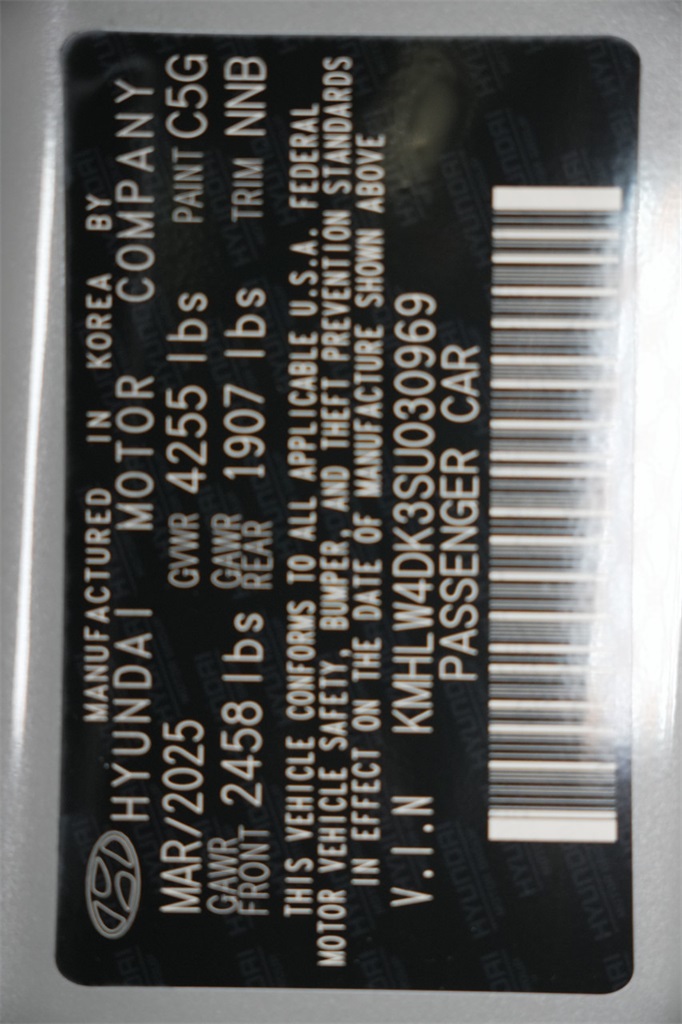 MANUFACTURED IN KOREA BY
HYUNDAI MOTOR COMPANY
MAR/2025 GVWR 4255 lbs PAINT C5G
GAWR FRONT 2458 lbs GAWR REAR 1907 lbs TRIM NNB
THIS VEHICLE CONFORMS TO ALL APPLICABLE U.S.A. FEDERAL
MOTOR VEHICLE SAFETY, BUMPER, AND THEFT PREVENTION STANDARDS
IN EFFECT ON THE DATE OF MANUFACTURE SHOWN ABOVE
V.I.N KMHLW4DK3SU030969
PASSENGER CAR